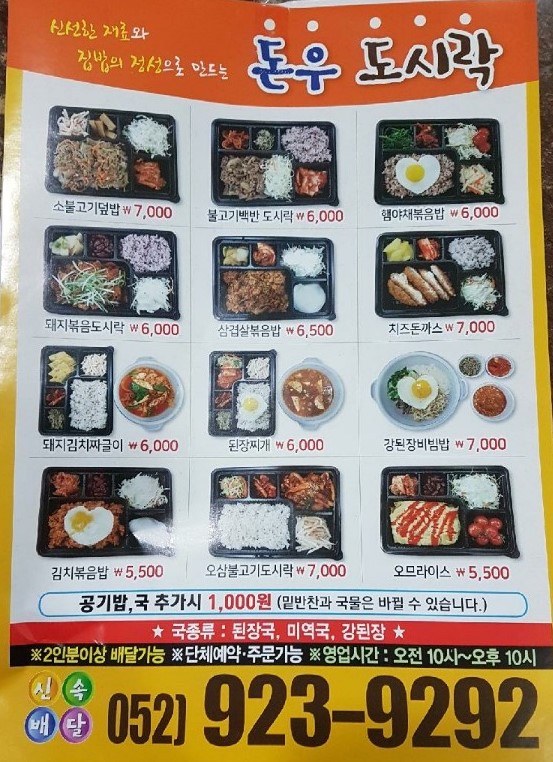 신선한 재료와
집밥의 정성으로 만드는
돈우 도시락
소불고기덮밥 ₩7,000
불고기백반 도시락 ₩6,000
햄야채볶음밥 ₩6,000
돼지볶음도시락 ₩6,000
삼겹살볶음밥 ₩6,500
치즈돈까스 ₩7,000
돼지김치짜글이 ₩6,000
된장찌개 ₩6,000
강된장비빔밥 ₩7,000
김치볶음밥 ₩5,500
오삼불고기도시락 ₩7,000
오므라이스 ₩5,500
공기밥,국 추가시 1,000원 (밑반찬과 국물은 바뀔 수 있습니다.)
★ 국종류 : 된장국, 미역국, 강된장 ★
※2인분이상 배달가능 ※단체예약·주문가능 ※영업시간 : 오전 10시~오후 10시
신속
배달
052) 923-9292